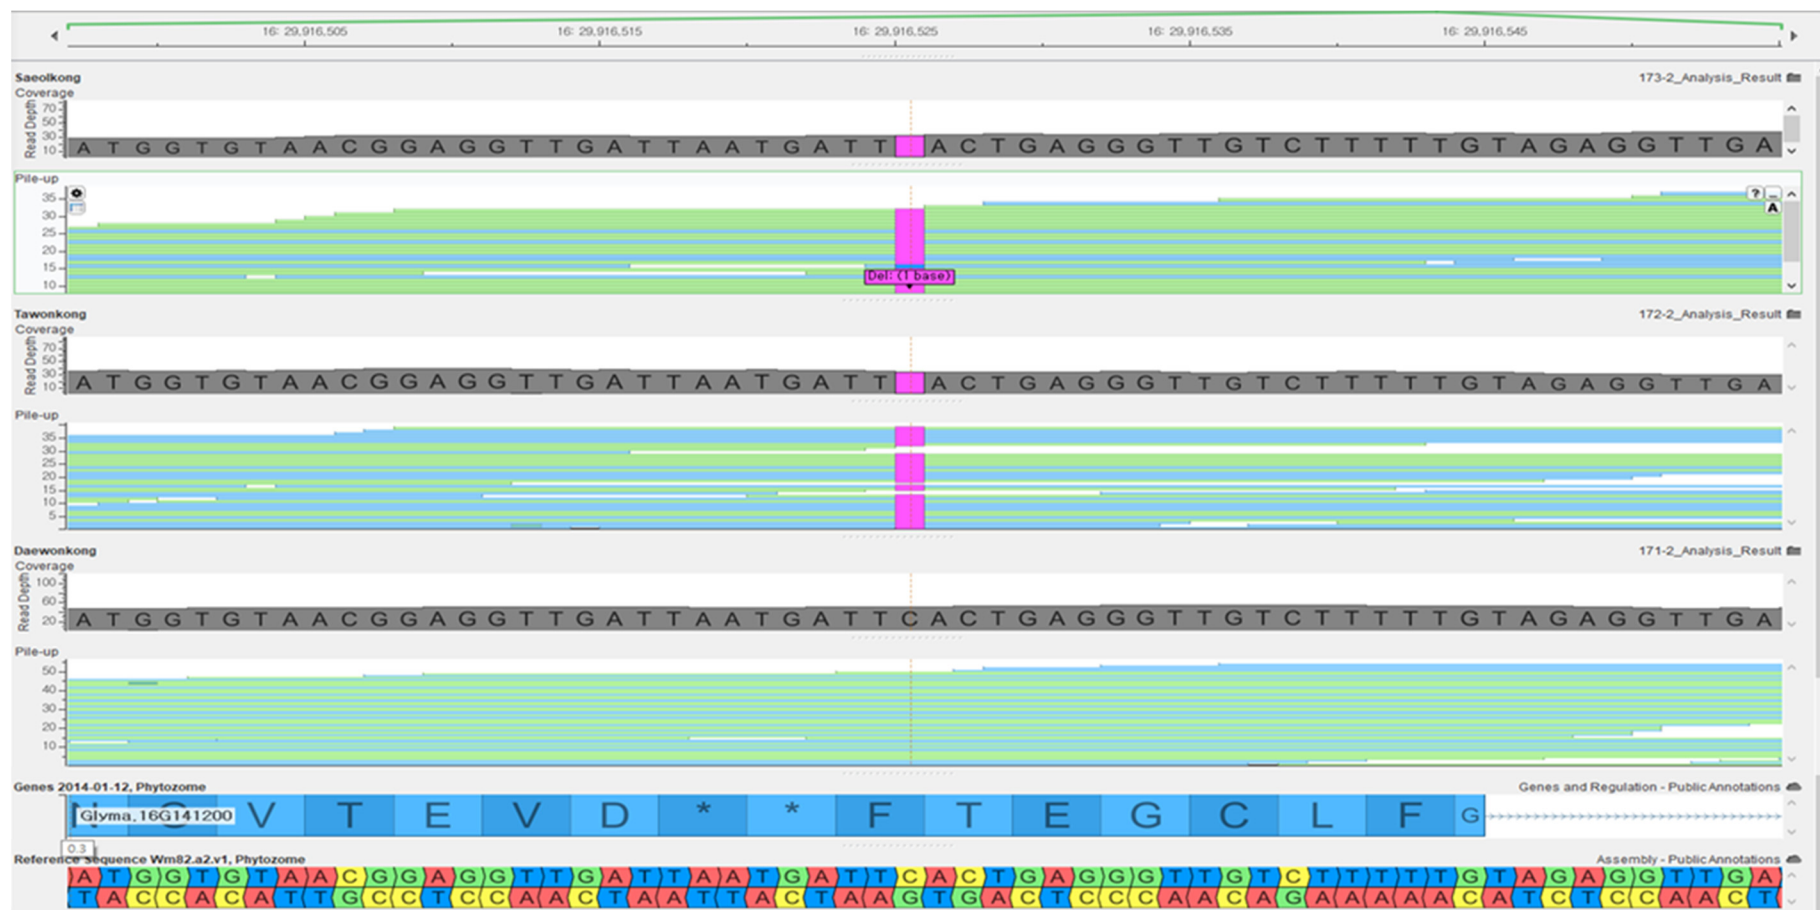 16: 29,916,505 16: 29,916,515 16: 29,916,525 16: 29,916,535 16: 29,916,545
Saeolkong 173-2_Analysis_Result
Coverage
Read Depth
70
50
30
10
A T G G T G T A A C G G A G G T T G A T T A A T G A T T A C T G A G G G T T G T C T T T T T G T A G A G G T T G A
Pile-up
? _
A
35
30
25
20
15
10
Del: (1 base)
Tawonkong 172-2_Analysis_Result
Coverage
Read Depth
70
50
30
10
A T G G T G T A A C G G A G G T T G A T T A A T G A T T A C T G A G G G T T G T C T T T T T G T A G A G G T T G A
Pile-up
35
30
25
20
15
10
5
Daewonkong 171-2_Analysis_Result
Coverage
Read Depth
100
60
20
A T G G T G T A A C G G A G G T T G A T T A A T G A T T C A C T G A G G G T T G T C T T T T T G T A G A G G T T G A
Pile-up
50
40
30
20
10
Genes 2014-01-12, Phytozome Genes and Regulation - Public Annotations
N G V T E V D * * F T E G C L F G
Glyma.16G141200
0.3
Reference Sequence Wm82.a2.v1, Phytozome Assembly - Public Annotations
A T G G T G T A A C G G A G G T T G A T T A A T G A T T C A C T G A G G G T T G T C T T T T T G T A G A G G T T G A
T A C C A C A T T G C C T C C A A C T A A T T A C T A A G T G A C T C C C A A C A G A A A A A C A T C T C C A A C T